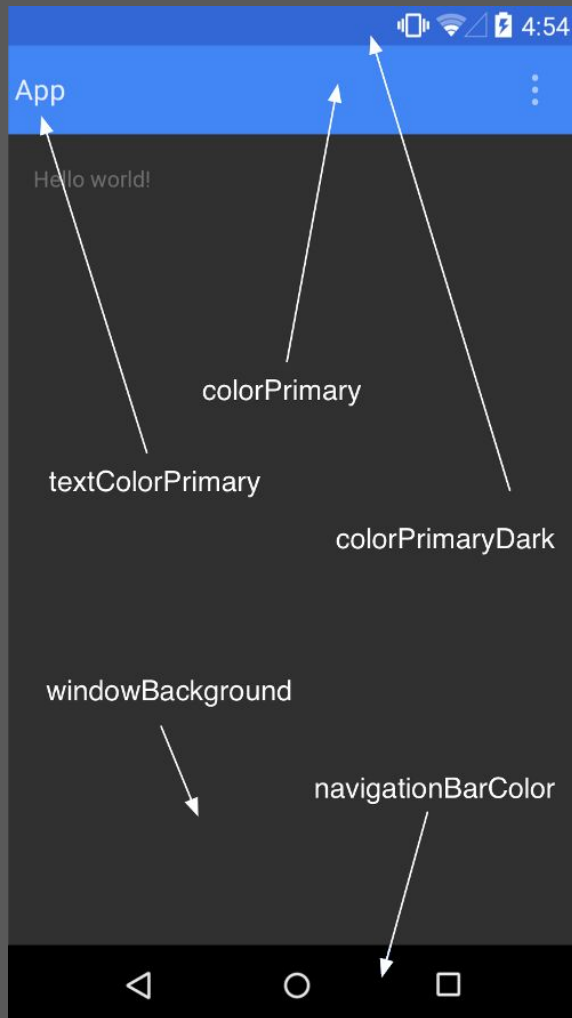 4:54
App
Hello world!
colorPrimary
textColorPrimary
colorPrimaryDark
windowBackground
navigationBarColor